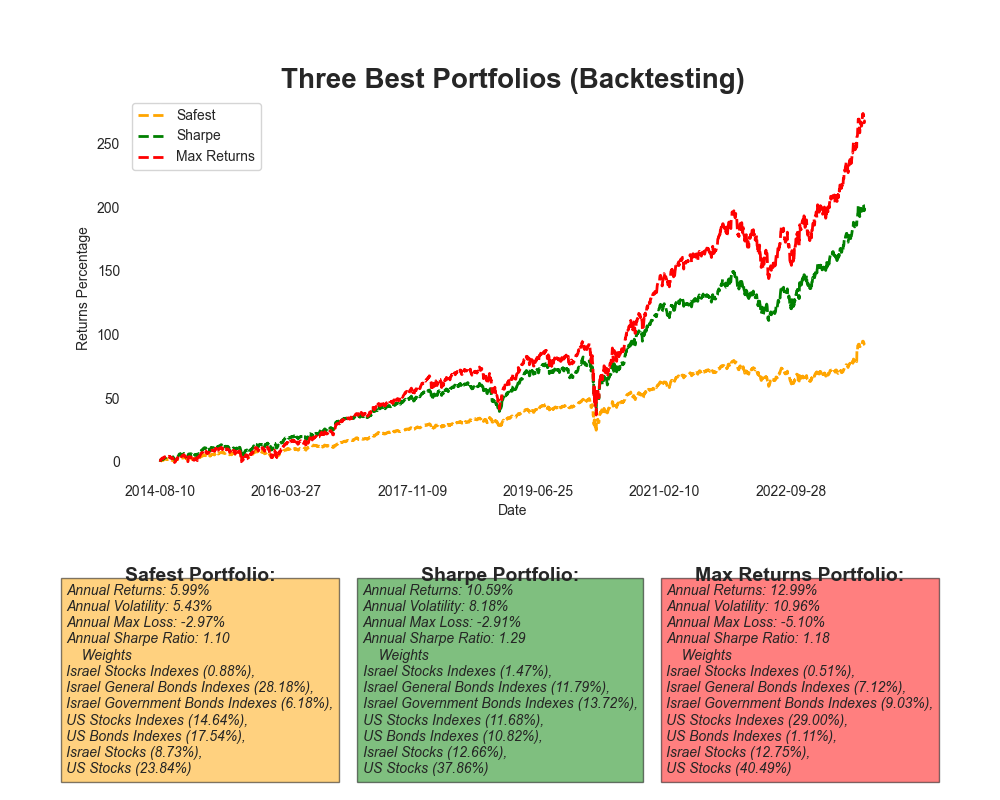 Three Best Portfolios (Backtesting)
Safest
Sharpe
Max Returns
Returns Percentage
250
200
150
100
50
0
2014-08-10 2016-03-27 2017-11-09 2019-06-25 2021-02-10 2022-09-28
Date
Safest Portfolio:
Annual Returns: 5.99%
Annual Volatility: 5.43%
Annual Max Loss: -2.97%
Annual Sharpe Ratio: 1.10
Weights
Israel Stocks Indexes (0.88%),
Israel General Bonds Indexes (28.18%),
Israel Government Bonds Indexes (6.18%),
US Stocks Indexes (14.64%),
US Bonds Indexes (17.54%),
Israel Stocks (8.73%),
US Stocks (23.84%)
Sharpe Portfolio:
Annual Returns: 10.59%
Annual Volatility: 8.18%
Annual Max Loss: -2.91%
Annual Sharpe Ratio: 1.29
Weights
Israel Stocks Indexes (1.47%),
Israel General Bonds Indexes (11.79%),
Israel Government Bonds Indexes (13.72%),
US Stocks Indexes (11.68%),
US Bonds Indexes (10.82%),
Israel Stocks (12.66%),
US Stocks (37.86%)
Max Returns Portfolio:
Annual Returns: 12.99%
Annual Volatility: 10.96%
Annual Max Loss: -5.10%
Annual Sharpe Ratio: 1.18
Weights
Israel Stocks Indexes (0.51%),
Israel General Bonds Indexes (7.12%),
Israel Government Bonds Indexes (9.03%),
US Stocks Indexes (29.00%),
US Bonds Indexes (1.11%),
Israel Stocks (12.75%),
US Stocks (40.49%)